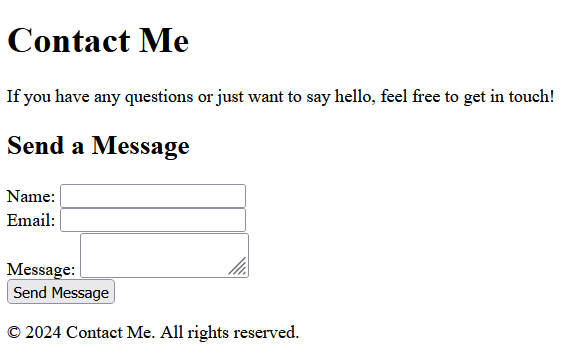 Contact Me
If you have any questions or just want to say hello, feel free to get in touch!
Send a Message
Name:
Email:
Message:
Send Message
© 2024 Contact Me. All rights reserved.